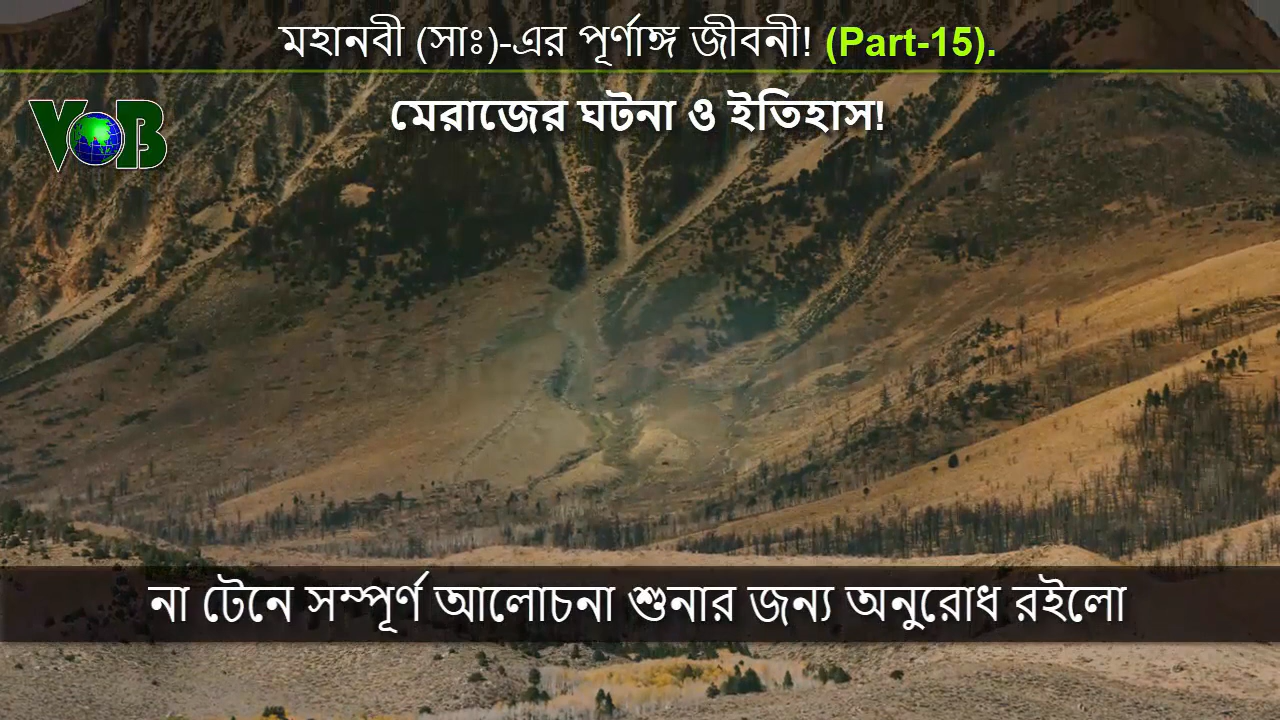 মহানবী (সাঃ)-এর পূর্ণাঙ্গ জীবনী! (Part-15).
মেরাজের ঘটনা ও ইতিহাস!
VOB
না টেনে সম্পূর্ণ আলোচনা শুনার জন্য অনুরোধ রইলো